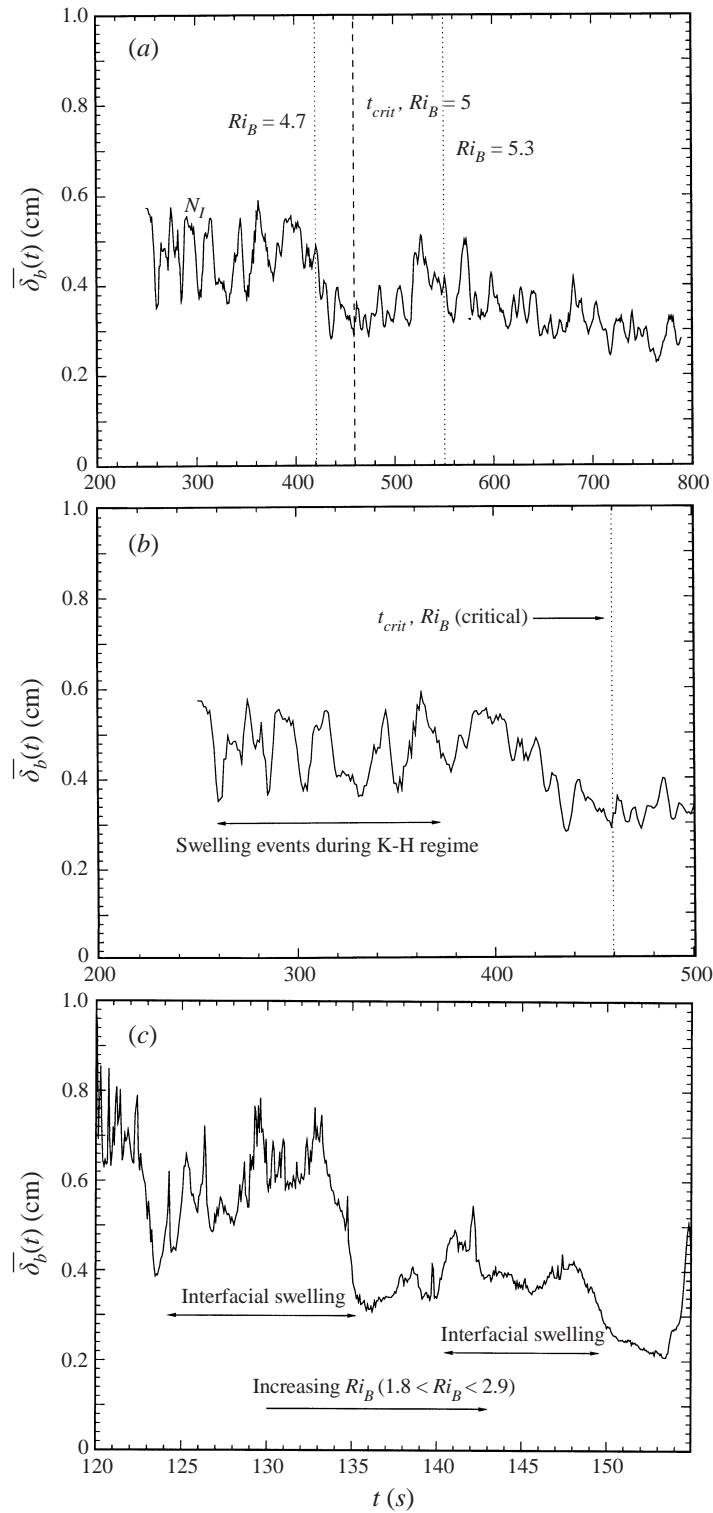 1.0
(a)
0.8
t_crit, Ri_B = 5
Ri_B = 4.7
Ri_B = 5.3
0.6
N_I
δ̅_b(t) (cm)
0.4
0.2
0
200 300 400 500 600 700 800
1.0
(b)
0.8
t_crit, Ri_B (critical)
0.6
δ̅_b(t) (cm)
0.4
Swelling events during K-H regime
0.2
0
200 300 400 500
1.0
(c)
0.8
0.6
δ̅_b(t) (cm)
0.4
Interfacial swelling
Interfacial swelling
0.2
Increasing Ri_B (1.8 < Ri_B < 2.9)
0
120 125 130 135 140 145 150
t (s)